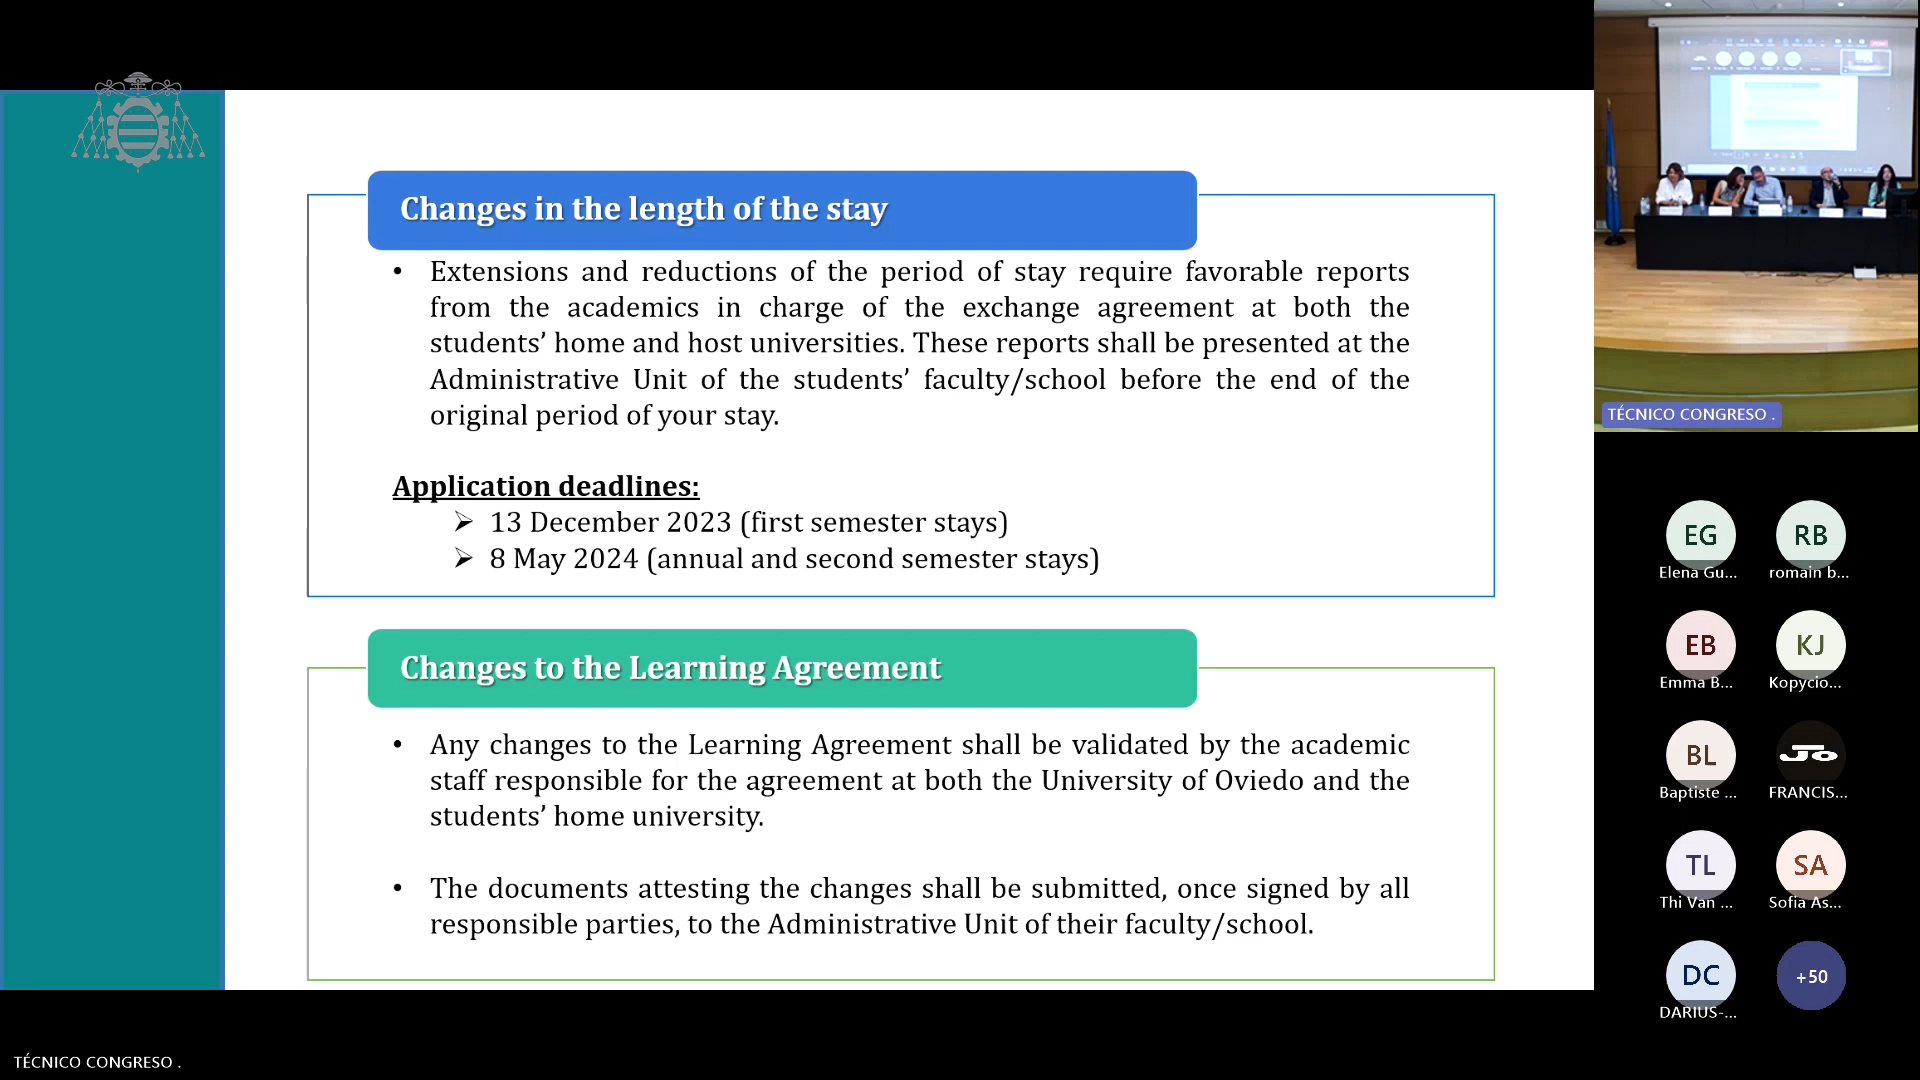 Changes in the length of the stay
• Extensions and reductions of the period of stay require favorable reports
from the academics in charge of the exchange agreement at both the
students’ home and host universities. These reports shall be presented at the
Administrative Unit of the students’ faculty/school before the end of the
original period of your stay.
Application deadlines:
➢ 13 December 2023 (first semester stays)
➢ 8 May 2024 (annual and second semester stays)
Changes to the Learning Agreement
• Any changes to the Learning Agreement shall be validated by the academic
staff responsible for the agreement at both the University of Oviedo and the
students’ home university.
• The documents attesting the changes shall be submitted, once signed by all
responsible parties, to the Administrative Unit of their faculty/school.
TÉCNICO CONGRESO .
EG
RB
Elena Gu...
romain b...
EB
KJ
Emma B...
Kopycio...
BL
Jo
Baptiste ...
FRANCIS...
TL
SA
Thi Van ...
Sofia As...
DC
+50
DARIUS-...
TÉCNICO CONGRESO .